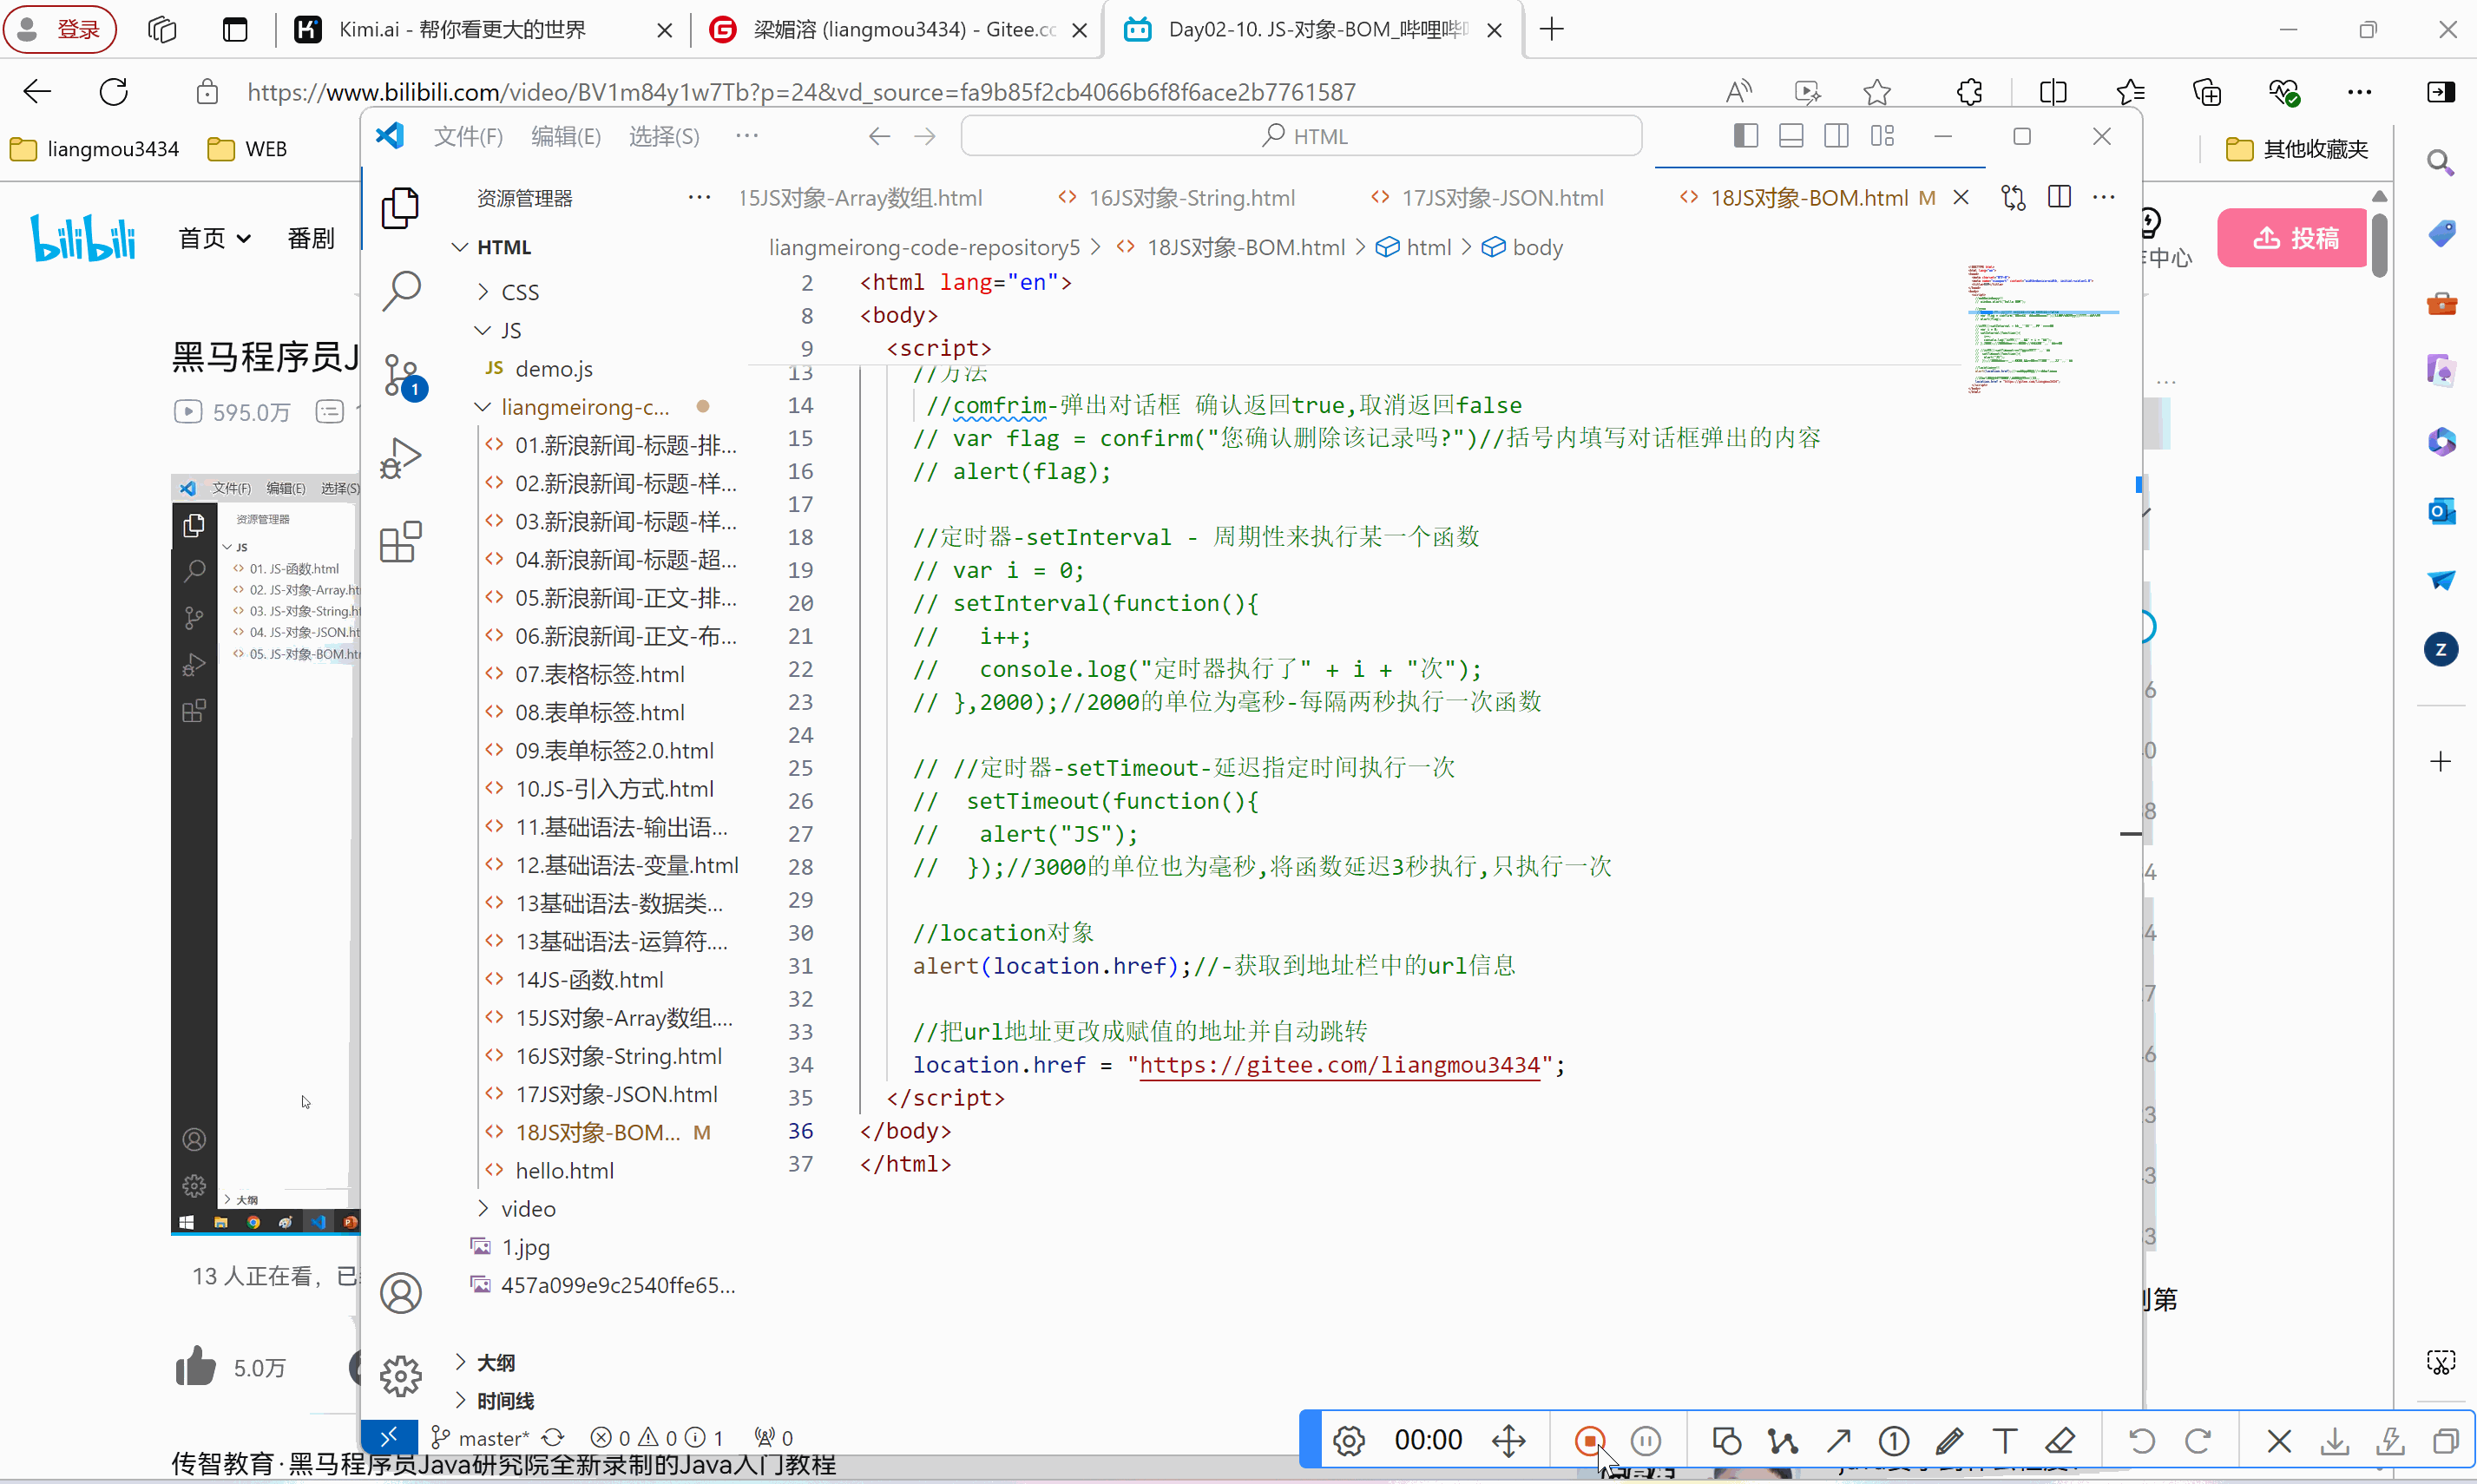 登录
Kimi.ai - 帮你看更大的世界
梁媚溶 (liangmou3434) - Gitee.cc
Day02-10. JS-对象-BOM_哔哩哔
https://www.bilibili.com/video/BV1m84y1w7Tb?p=24&vd_source=fa9b85f2cb4066b6f8f6ace2b7761587
liangmou3434
WEB
其他收藏夹
文件(F)
编辑(E)
选择(S)
HTML
bilibili
首页
番剧
中心
投稿
黑马程序员J
595.0万
文件(F) 编辑(E) 选择(S)
资源管理器
JS
01. JS-函数.html
02. JS-对象-Array.ht
03. JS-对象-String.h
04. JS-对象-JSON.ht
05. JS-对象-BOM.ht
大纲
13 人正在看，已
5.0万
传智教育·黑马程序员Java研究院全新录制的Java入门教程
资源管理器
HTML
CSS
JS
JS demo.js
liangmeirong-c...
01.新浪新闻-标题-排...
02.新浪新闻-标题-样...
03.新浪新闻-标题-样...
04.新浪新闻-标题-超...
05.新浪新闻-正文-排...
06.新浪新闻-正文-布...
07.表格标签.html
08.表单标签.html
09.表单标签2.0.html
10.JS-引入方式.html
11.基础语法-输出语...
12.基础语法-变量.html
13基础语法-数据类...
13基础语法-运算符....
14JS-函数.html
15JS对象-Array数组....
16JS对象-String.html
17JS对象-JSON.html
18JS对象-BOM... M
hello.html
video
1.jpg
457a099e9c2540ffe65...
大纲
时间线
15JS对象-Array数组.html
16JS对象-String.html
17JS对象-JSON.html
18JS对象-BOM.html M
liangmeirong-code-repository5 > 18JS对象-BOM.html > html > body
2 <html lang="en">
8 <body>
9 <script>
13 //方法
14 //comfrim-弹出对话框 确认返回true,取消返回false
15 // var flag = confirm("您确认删除该记录吗?")//括号内填写对话框弹出的内容
16 // alert(flag);
17
18 //定时器-setInterval - 周期性来执行某一个函数
19 // var i = 0;
20 // setInterval(function(){
21 // i++;
22 // console.log("定时器执行了" + i + "次");
23 // },2000);//2000的单位为毫秒-每隔两秒执行一次函数
24
25 // //定时器-setTimeout-延迟指定时间执行一次
26 // setTimeout(function(){
27 // alert("JS");
28 // });//3000的单位也为毫秒,将函数延迟3秒执行,只执行一次
29
30 //location对象
31 alert(location.href);//-获取到地址栏中的url信息
32
33 //把url地址更改成赋值的地址并自动跳转
34 location.href = "https://gitee.com/liangmou3434";
35 </script>
36 </body>
37 </html>
master* 0 0 1 0
00:00
6
0
8
4
4
7
6
3
3
3
第